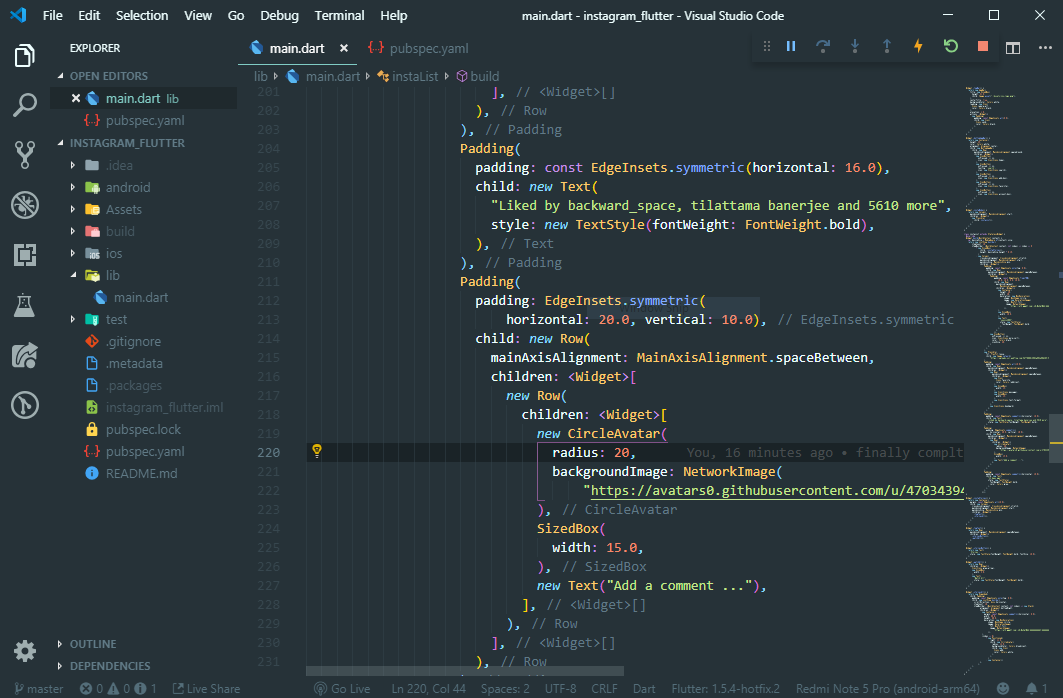 File Edit Selection View Go Debug Terminal Help
main.dart - instagram_flutter - Visual Studio Code
EXPLORER
OPEN EDITORS
main.dart lib
pubspec.yaml
INSTAGRAM_FLUTTER
.idea
android
Assets
build
ios
lib
main.dart
test
.gitignore
.metadata
.packages
instagram_flutter.iml
pubspec.lock
pubspec.yaml
README.md
OUTLINE
DEPENDENCIES
main.dart
pubspec.yaml
lib main.dart instaList build
201 ], // <Widget>[]
202 ), // Row
203 ), // Padding
204 Padding(
205 padding: const EdgeInsets.symmetric(horizontal: 16.0),
206 child: new Text(
207 "Liked by backward_space, tilattama banerjee and 5610 more",
208 style: new TextStyle(fontWeight: FontWeight.bold),
209 ), // Text
210 ), // Padding
211 Padding(
212 padding: EdgeInsets.symmetric(
213 horizontal: 20.0, vertical: 10.0), // EdgeInsets.symmetric
214 child: new Row(
215 mainAxisAlignment: MainAxisAlignment.spaceBetween,
216 children: <Widget>[
217 new Row(
218 children: <Widget>[
219 new CircleAvatar(
220 radius: 20, You, 16 minutes ago • finally complt
221 backgroundImage: NetworkImage(
222 "https://avatars0.githubusercontent.com/u/47034394
223 ), // CircleAvatar
224 SizedBox(
225 width: 15.0,
226 ), // SizedBox
227 new Text("Add a comment ..."),
228 ], // <Widget>[]
229 ), // Row
230 ], // <Widget>[]
231 ), // Row
master 0 0 1 Live Share Go Live Ln 220, Col 44 Spaces: 2 UTF-8 CRLF Dart Flutter: 1.5.4-hotfix.2 Redmi Note 5 Pro (android-arm64) 1